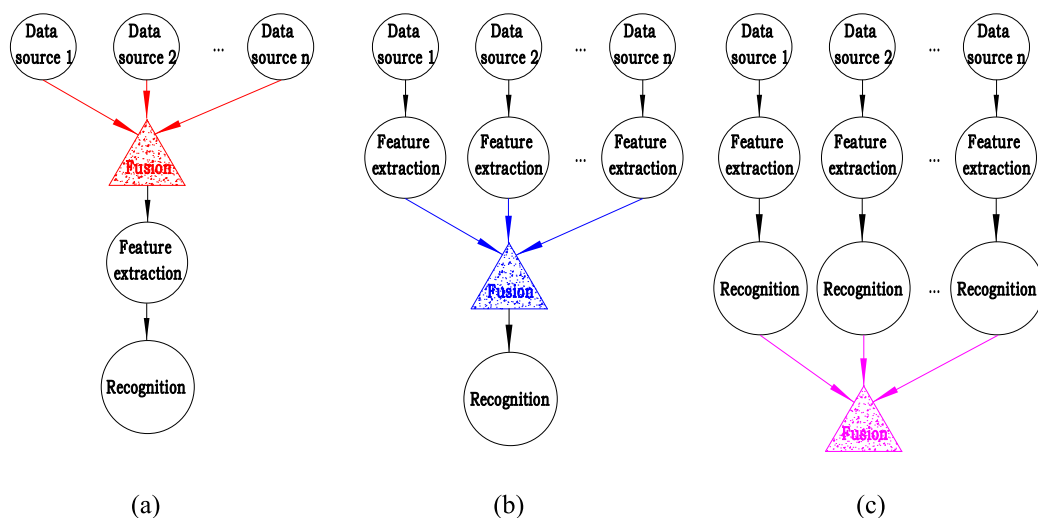 Data
source 1
Data
source 2
...
Data
source n
Fusion
Feature
extraction
Recognition
(a)
Data
source 1
Data
source 2
...
Data
source n
Feature
extraction
Feature
extraction
...
Feature
extraction
Fusion
Recognition
(b)
Data
source 1
Data
source 2
...
Data
source n
Feature
extraction
Feature
extraction
...
Feature
extraction
Recognition
Recognition
...
Recognition
Fusion
(c)